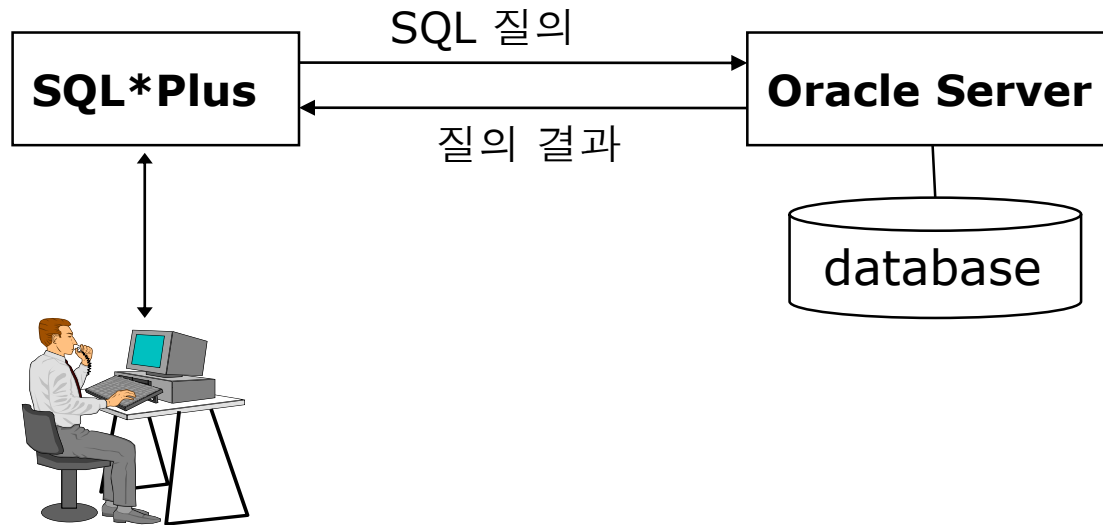 SQL 질의
SQL*Plus
Oracle Server
질의 결과
database